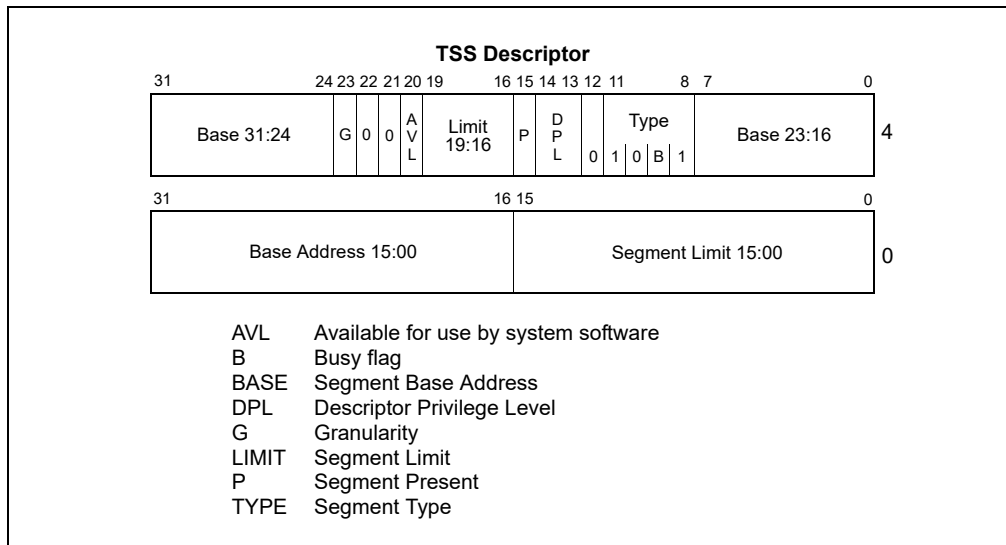 TSS Descriptor
31 24 23 22 21 20 19 16 15 14 13 12 11 8 7 0
Base 31:24 G 0 0 AVL Limit 19:16 P DPL 0 Type 1 0 B 1 Base 23:16 4
31 16 15 0
Base Address 15:00 Segment Limit 15:00 0
AVL Available for use by system software
B Busy flag
BASE Segment Base Address
DPL Descriptor Privilege Level
G Granularity
LIMIT Segment Limit
P Segment Present
TYPE Segment Type